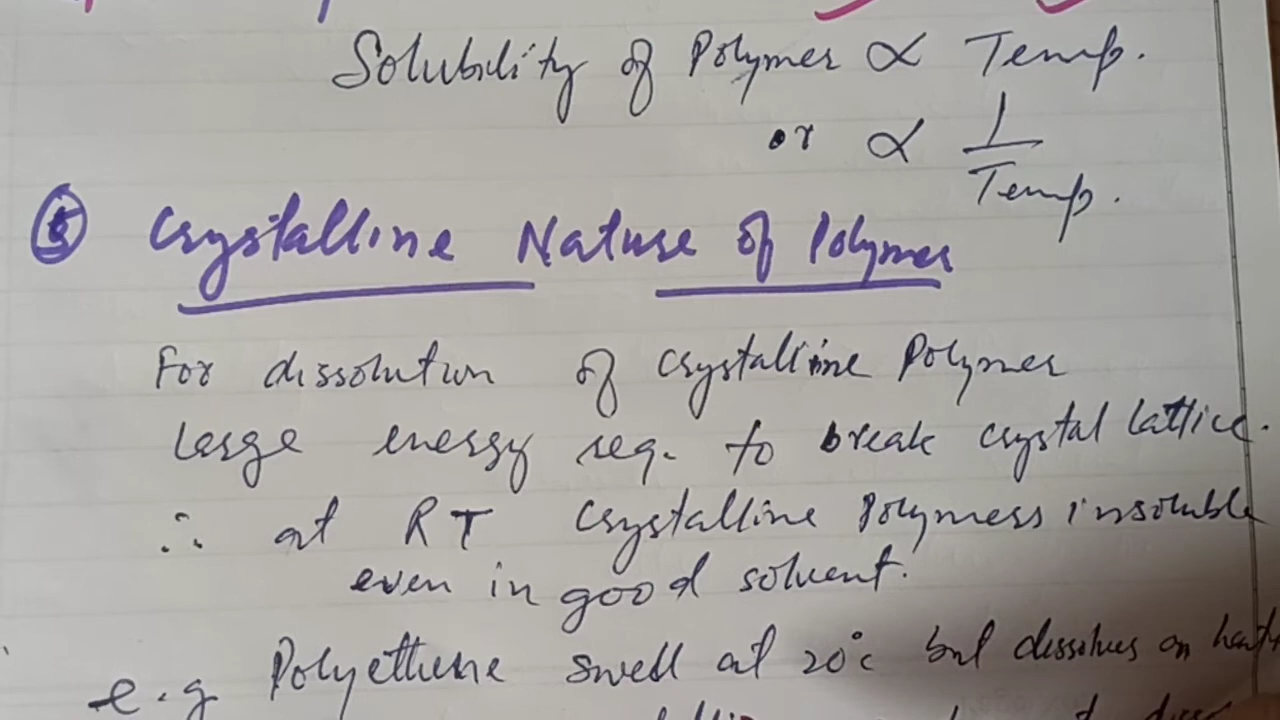 Solubility of Polymer ∝ Temp.
or ∝ 1/Temp.
⑤ Crystalline Nature of Polymer
For dissolution of crystalline Polymer
large energy req. to break crystal lattice.
∴ at RT Crystalline Polymers insoluble
even in good solvent.
e.g Polyethene swell at 20°c but dissolves on